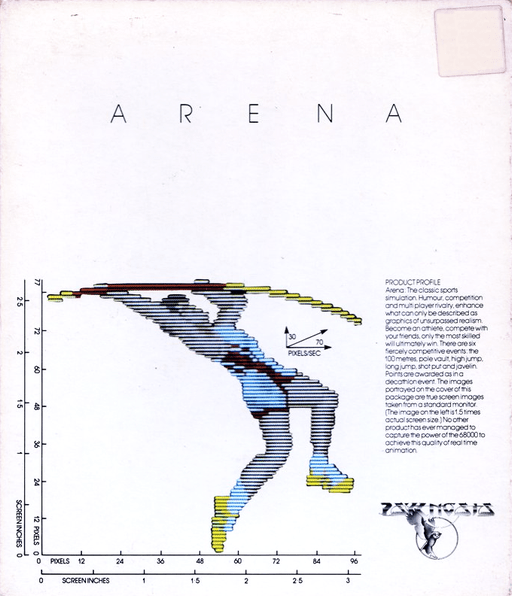 A R E N A
PRODUCT PROFILE
Arena. The classic sports
simulation. Humour, competition
and multi player rivalry, enhance
what can only be described as
graphics of unsurpassed realism.
Become an athlete, compete with
your friends, only the most skilled
will ultimately win. There are six
fiercely competitive events: the
100 metres, pole vault, high jump,
long jump, shot put and javelin.
Points are awarded as in a
decathlon event. The images
portrayed on the cover of this
package are true screen images
taken from a standard monitor.
(The image on the left is 1.5 times
actual screen size.) No other
product has ever managed to
capture the power of the 68000 to
achieve this quality of real time
animation.
30
70
PIXELS/SEC
2·5
2
1·5
1
SCREEN INCHES
0
77
72
60
48
36
24
12
PIXELS
0
0 PIXELS 12 24 36 48 60 72 84 96
0 SCREEN INCHES 1 1·5 2 2·5 3
PSYGNOSIS